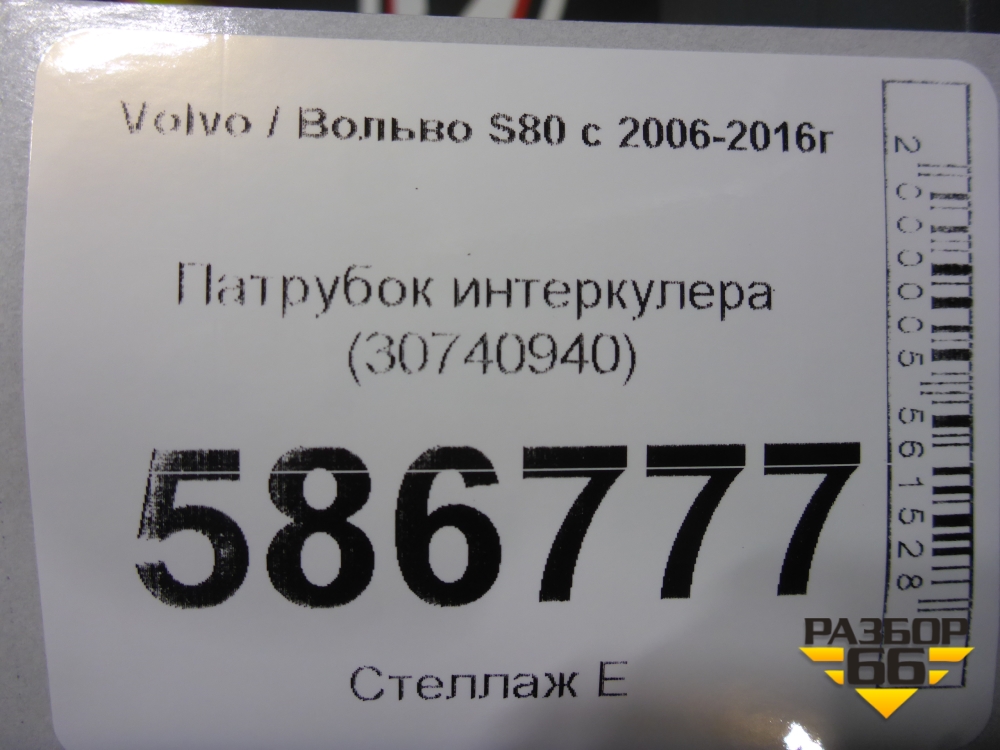 Volvo / Вольво S80 с 2006-2016г
Патрубок интеркулера
(30740940)
586777
Стеллаж Е
2000005561528
РАЗБОР
66